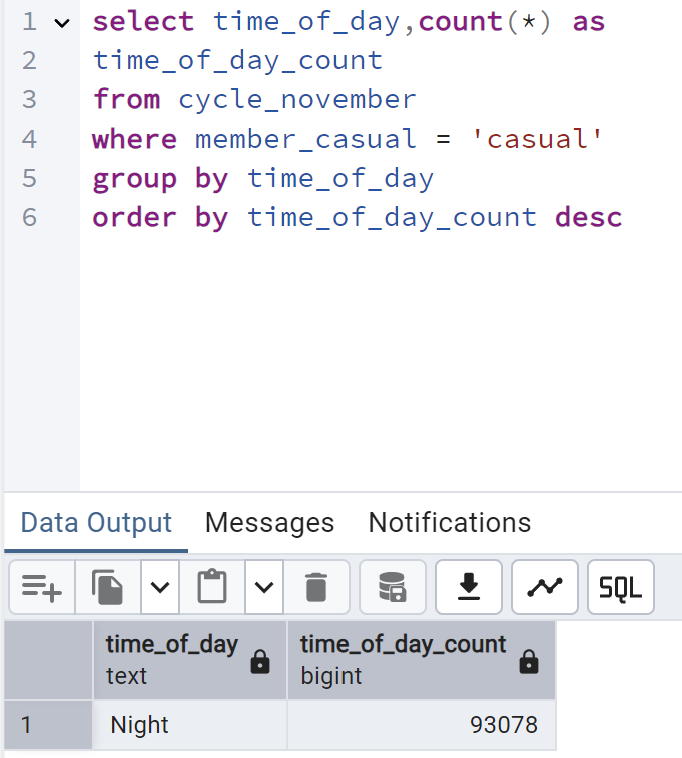 1 select time_of_day,count(*) as
2 time_of_day_count
3 from cycle_november
4 where member_casual = 'casual'
5 group by time_of_day
6 order by time_of_day_count desc
Data Output Messages Notifications
SQL
time_of_day time_of_day_count
text bigint
1 Night 93078